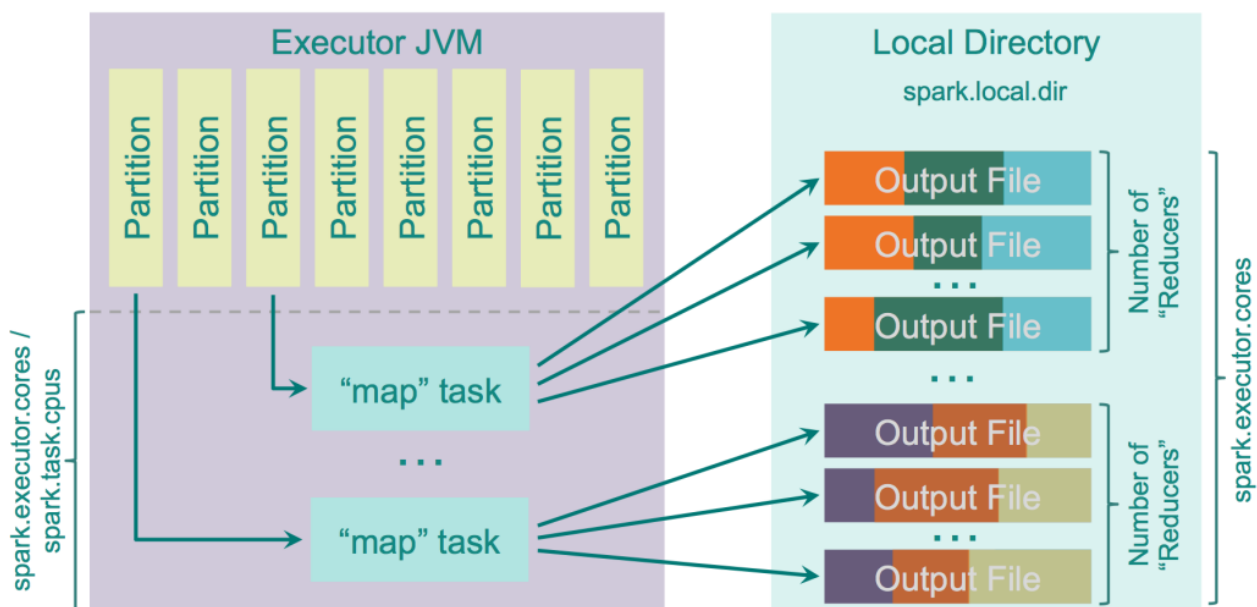 Executor JVM
Partition
Partition
Partition
Partition
Partition
Partition
Partition
Partition
spark.executor.cores /
spark.task.cpus
“map” task
...
“map” task
Local Directory
spark.local.dir
Output File
Output File
...
Output File
Number of
“Reducers”
...
Output File
Output File
...
Output File
Number of
“Reducers”
spark.executor.cores